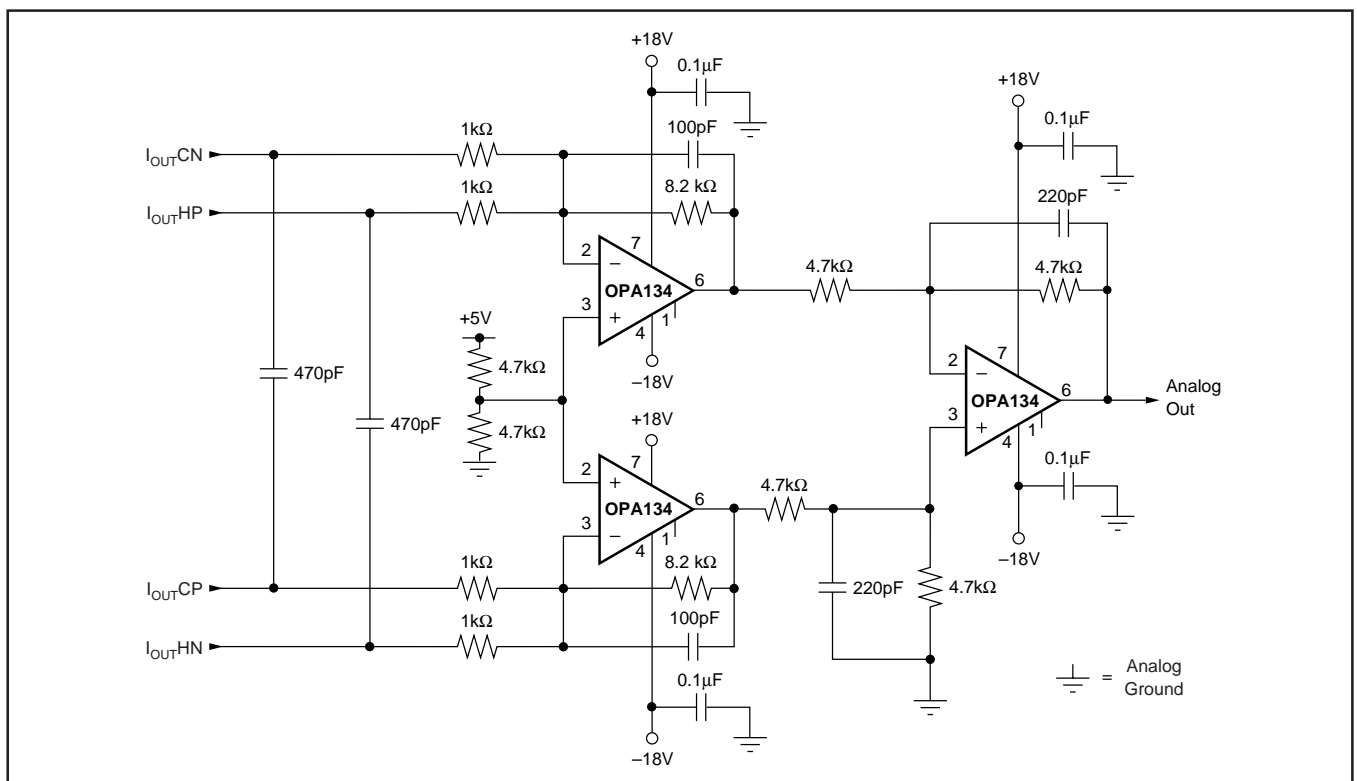 +18V
0.1µF
+18V
1kΩ
100pF
0.1µF
I_OUTCN
1kΩ
8.2 kΩ
I_OUTHP
220pF
2
7
−
4.7kΩ
4.7kΩ
OPA134
6
3
+
1
+5V
4
7
2
−
4.7kΩ
−18V
6
Analog
Out
470pF
OPA134
3
+
1
470pF
4.7kΩ
+18V
4
2
7
+
4.7kΩ
0.1µF
OPA134
6
3
−
1
−18V
4
8.2 kΩ
I_OUTCP
1kΩ
220pF
4.7kΩ
1kΩ
100pF
I_OUTHN
0.1µF
= Analog
Ground
−18V